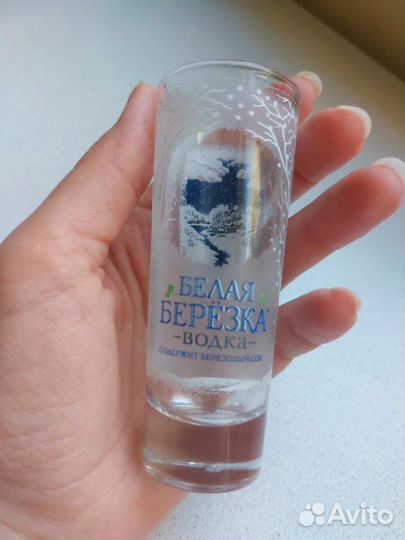 БЕЛАЯ
БЕРЁЗКА
-ВОДКА-
СОДЕРЖИТ БЕРЕЗОВЫЙ СОК
Avito